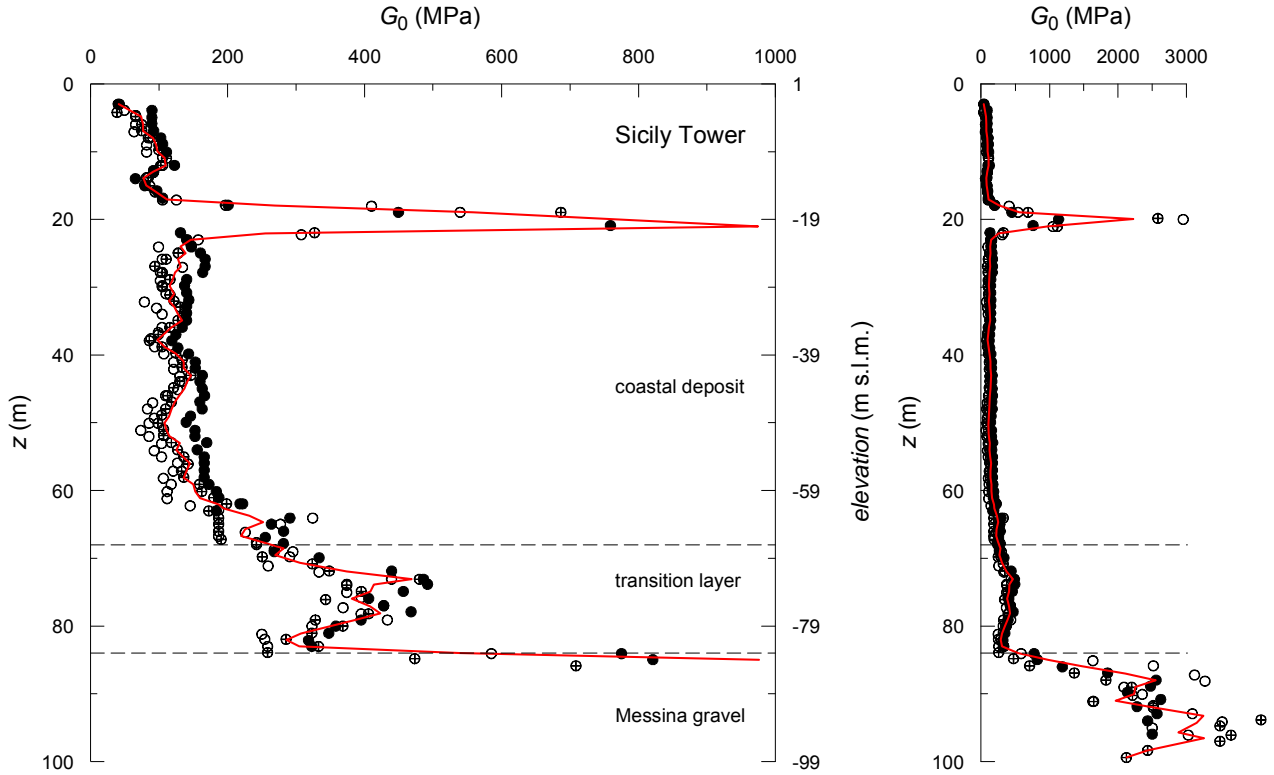 G0 (MPa)
0 200 400 600 800 1000
G0 (MPa)
0 1000 2000 3000
0
20
40
60
80
100
z (m)
Sicily Tower
coastal deposit
transition layer
Messina gravel
1
-19
-39
-59
-79
-99
elevation (m s.l.m.)
0
20
40
60
80
100
z (m)